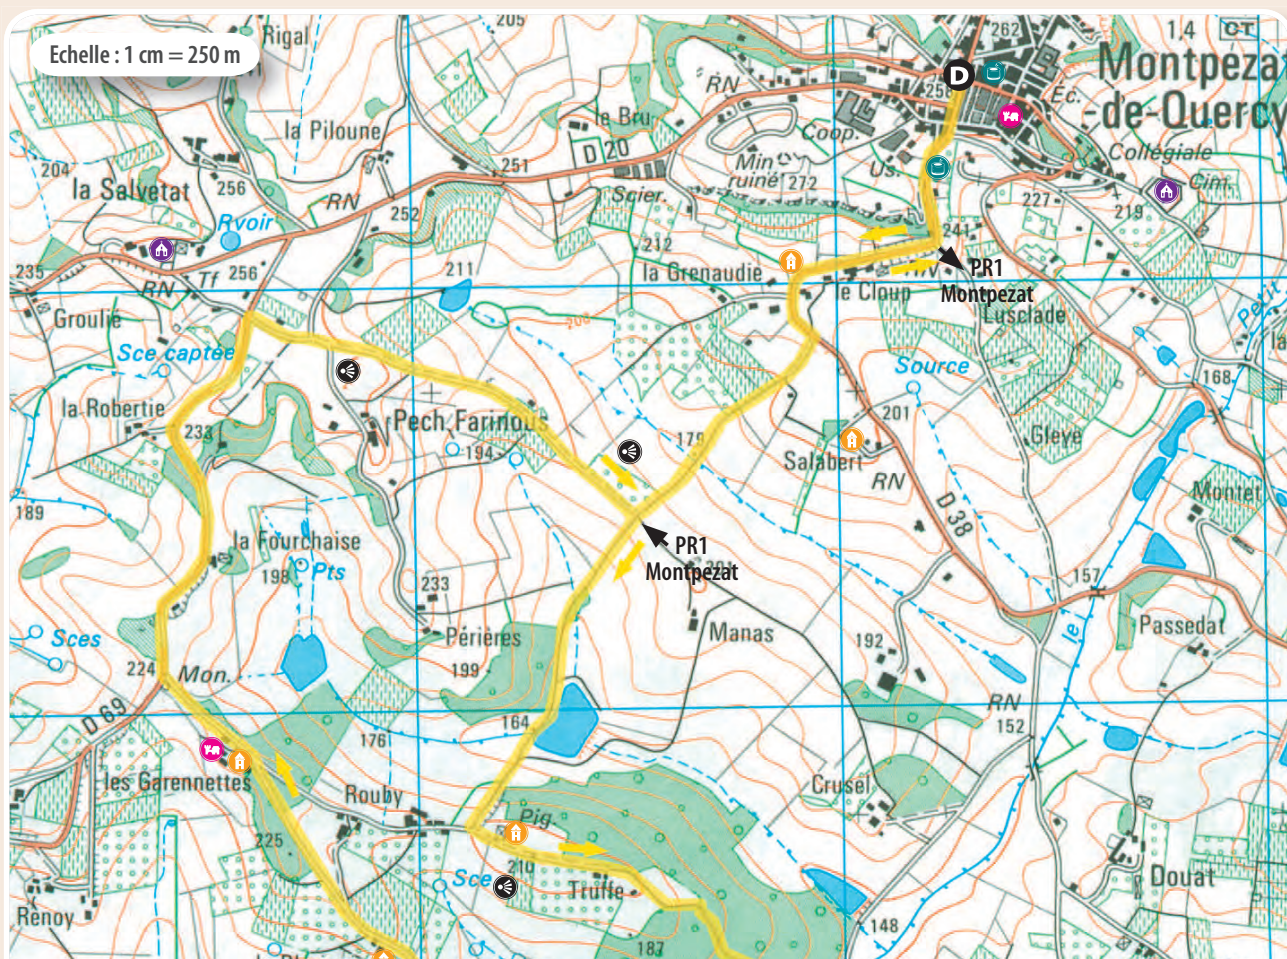 Echelle : 1 cm = 250 m
Rigal
205
262
1,4
CT
Montpezat
-de-Quercy
D
RN
Ec.
la Piloune
le Bru
Coop.
Collégiale
D 20
251
204
la Salvetat
256
Min
ruiné
272
Us.
Cim.
RN
252
Scier.
227
219
Rvoir
212
241
235
RN
Tf
256
211
la Grenaudie
PR1
Montpezat
le Cloup
Lusclade
Petit
Groulie
Sce captée
Source
168
la Robertie
233
Pech Farinous
194
179
201
Gleye
Salabert
RN
Montet
189
D 38
la Fourchaise
198
Pts
PR1
Montpezat
233
157
Sces
Périères
Manas
192
le
Passedat
224
Mon.
199
D 69
164
RN
152
176
les Garennettes
Rouby
Crusel
Pig.
225
210
Sce
Truffe
Douat
Renoy
187
148